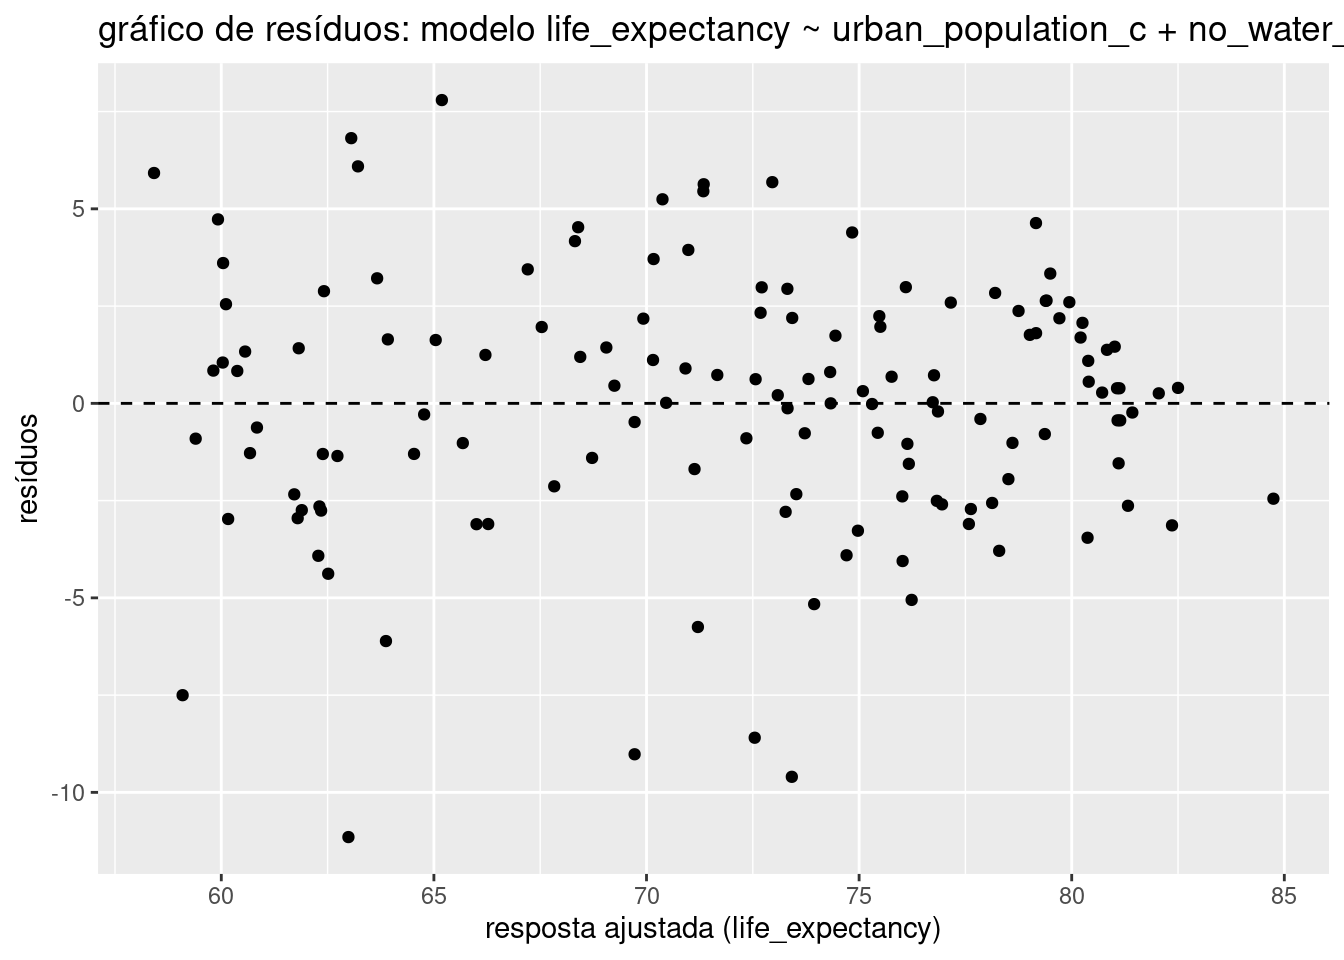 gráfico de resíduos: modelo life_expectancy ~ urban_population_c + no_water_
5
0
-5
-10
resíduos
60 65 70 75 80 85
resposta ajustada (life_expectancy)